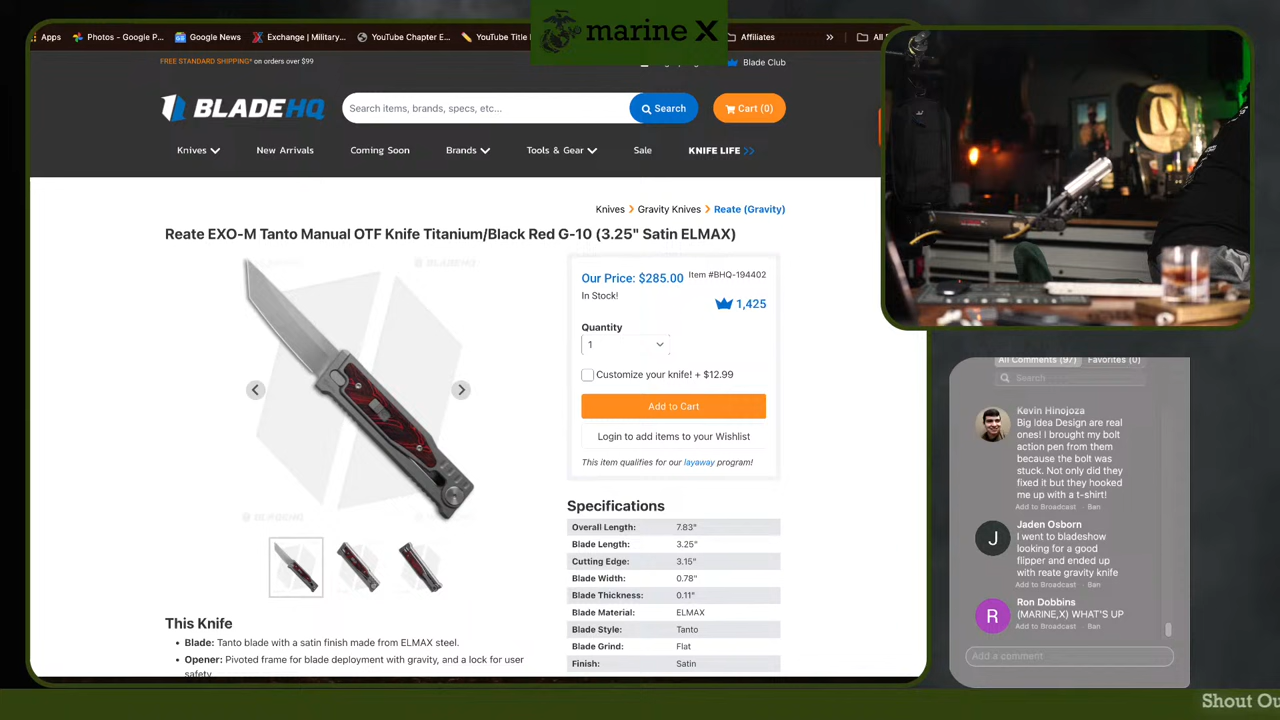 marine X
Apps
Photos - Google P...
Google News
Exchange | Military...
YouTube Chapter E...
YouTube Title
Affiliates
»
FREE STANDARD SHIPPING* on orders over $99
Blade Club
BLADEHQ
Search items, brands, specs, etc...
Search
Cart (0)
Knives
New Arrivals
Coming Soon
Brands
Tools & Gear
Sale
KNIFE LIFE >>
Knives > Gravity Knives > Reate (Gravity)
Reate EXO-M Tanto Manual OTF Knife Titanium/Black Red G-10 (3.25" Satin ELMAX)
Our Price: $285.00
Item #BHQ-194402
In Stock!
1,425
Quantity
1
Customize your knife! + $12.99
Add to Cart
Login to add items to your Wishlist
This item qualifies for our layaway program!
Specifications
Overall Length: 7.83"
Blade Length: 3.25"
Cutting Edge: 3.15"
Blade Width: 0.78"
Blade Thickness: 0.11"
Blade Material: ELMAX
Blade Style: Tanto
Blade Grind: Flat
Finish: Satin
This Knife
• Blade: Tanto blade with a satin finish made from ELMAX steel.
• Opener: Pivoted frame for blade deployment with gravity, and a lock for user
safety.
All Comments (97)
Favorites (0)
Search
Kevin Hinojoza
Big Idea Design are real
ones! I brought my bolt
action pen from them
because the bolt was
stuck. Not only did they
fixed it but they hooked
me up with a t-shirt!
Add to Broadcast · Ban
J
Jaden Osborn
I went to bladeshow
looking for a good
flipper and ended up
with reate gravity knife
Add to Broadcast · Ban
R
Ron Dobbins
(MARINE,X) WHAT'S UP
Add to Broadcast · Ban
Add a comment
Shout Ou